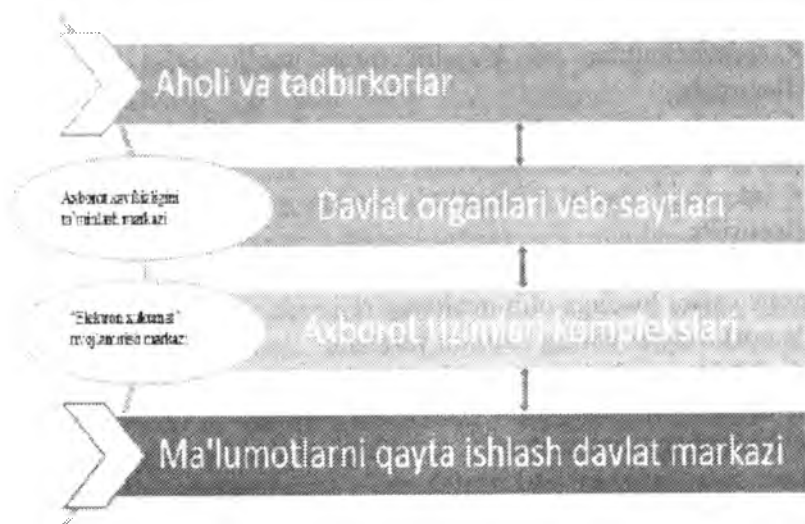 Aholi va tadbirkorlar
Axborot xavfsizligini
ta'minlash markazi
Davlat organlari veb-saytlari
"Elektron xukumat"
rivojlantirish markazi
Axborot tizimlari komplekslari
Ma'lumotlarni qayta ishlash davlat markazi